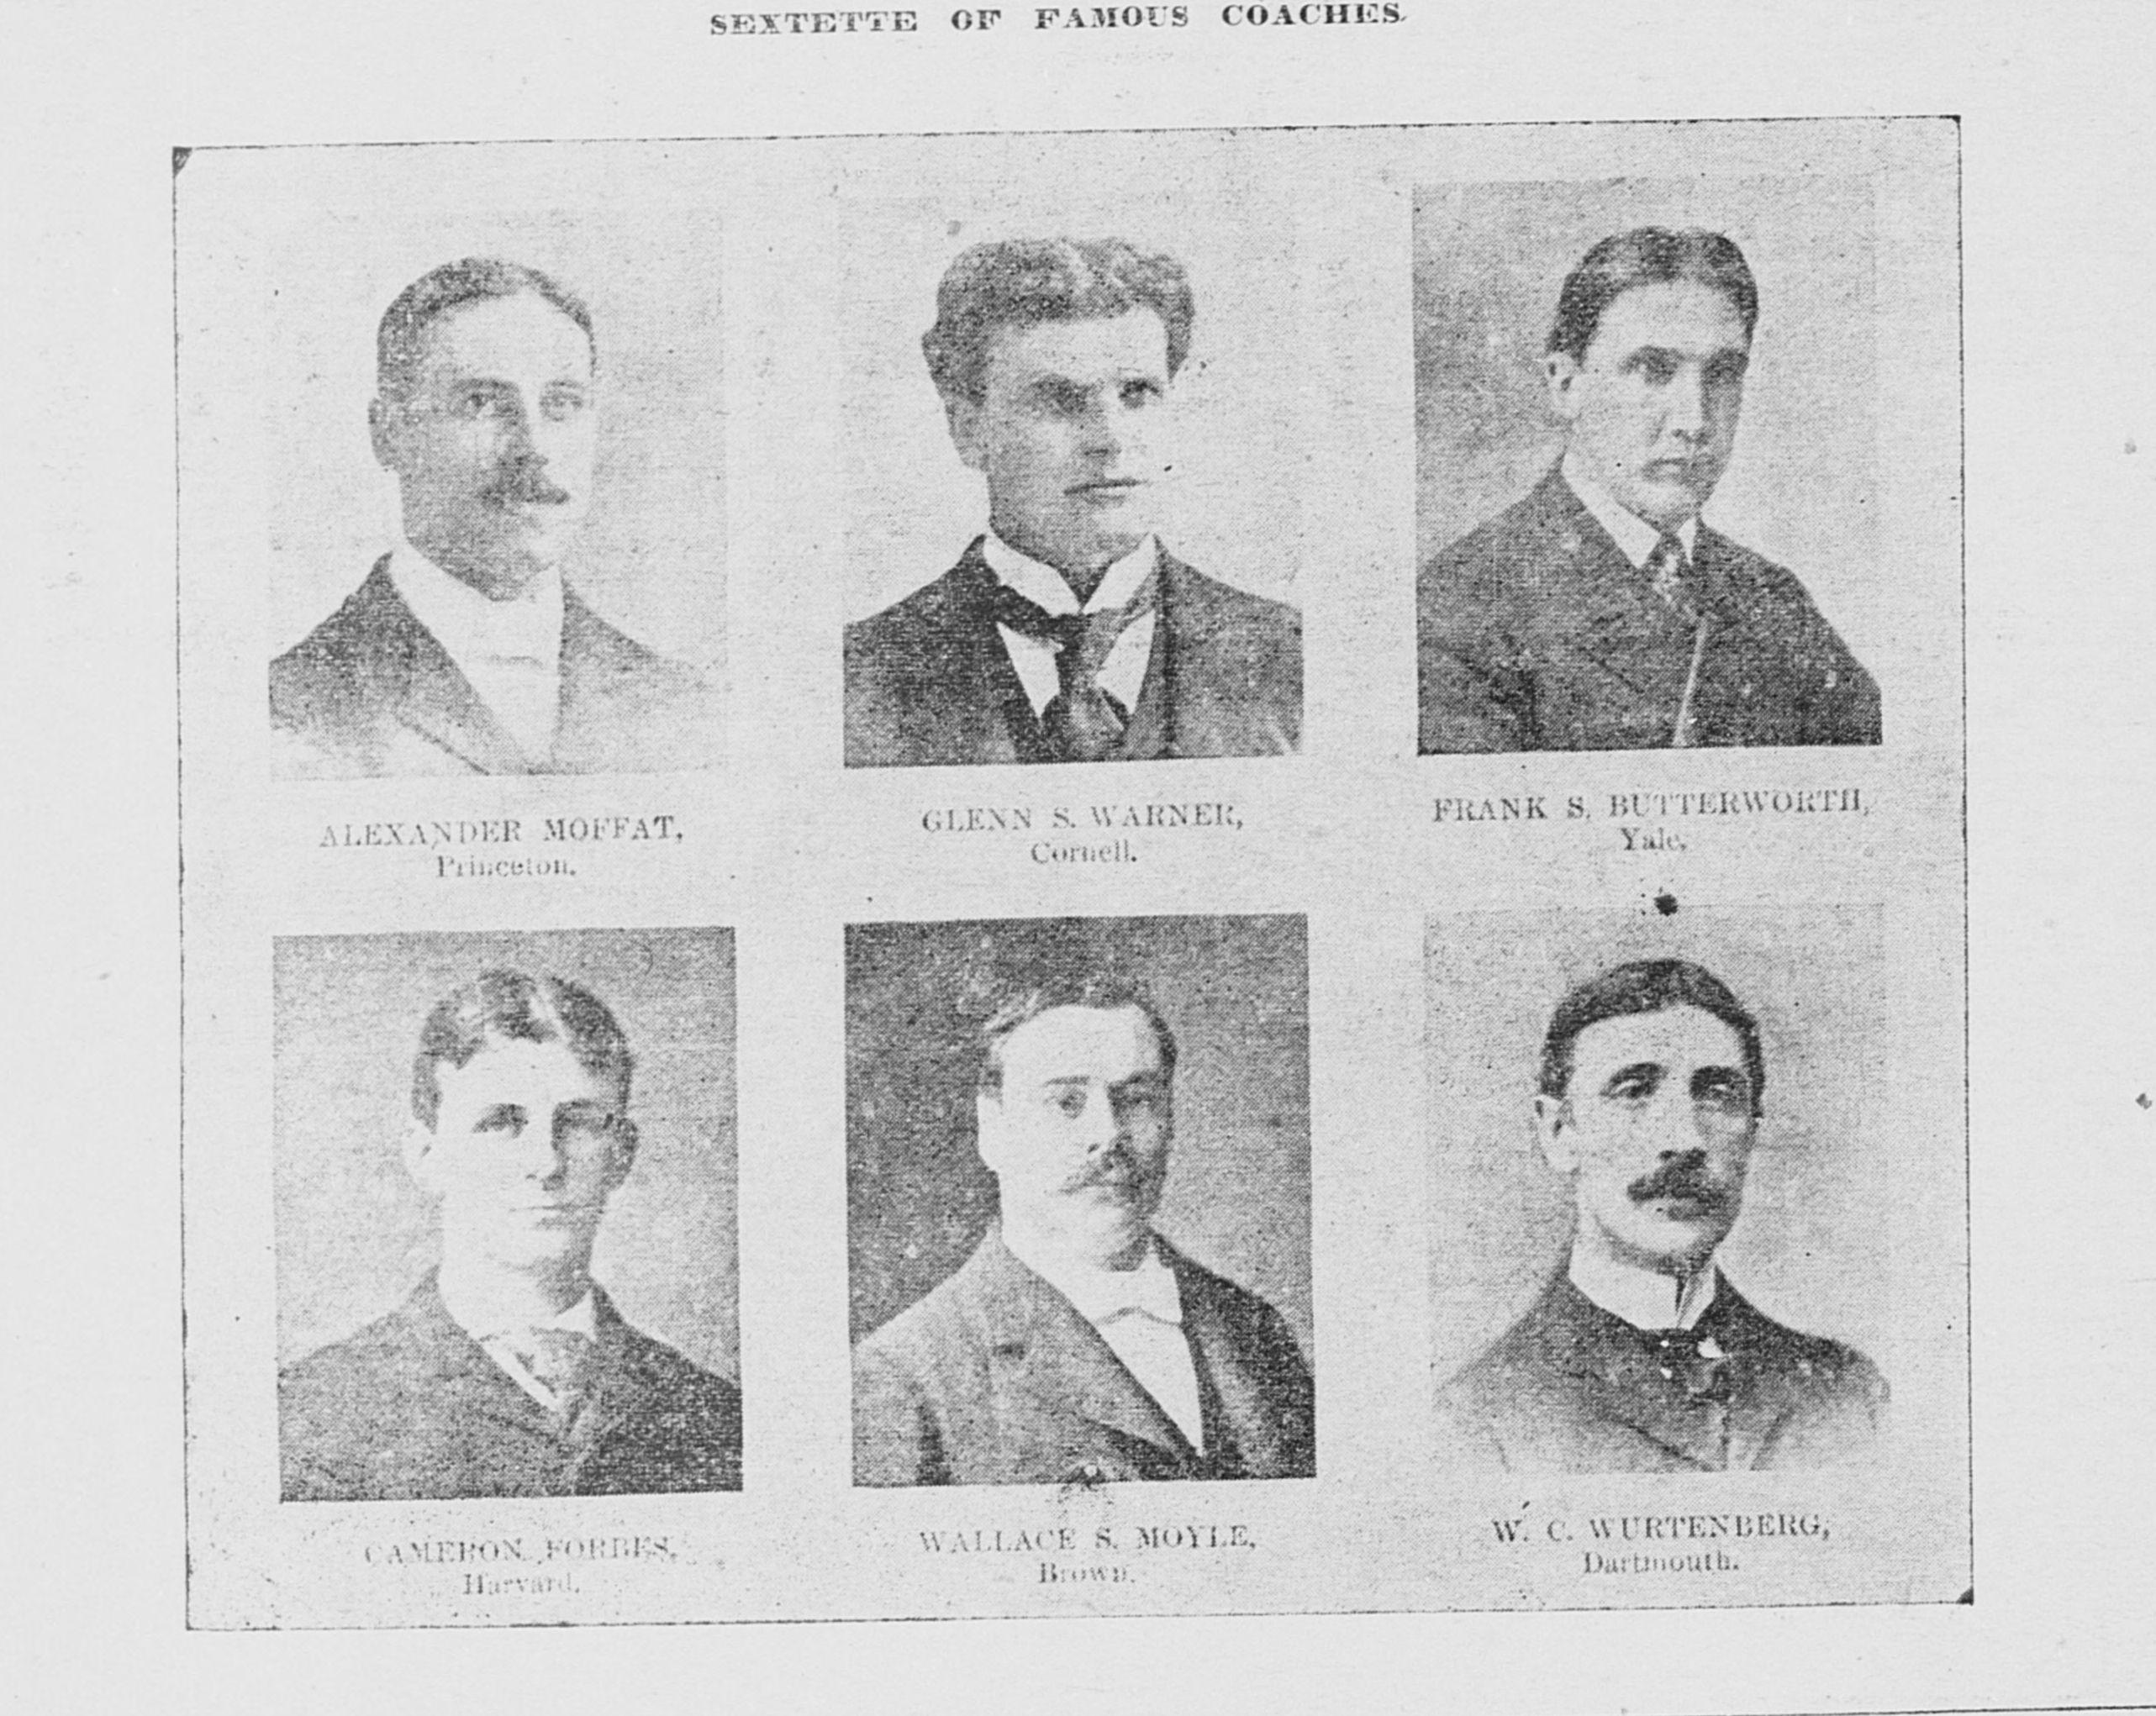 SEXTETTE OF FAMOUS COACHES.
ALEXANDER MOFFAT,
Princeton.
GLENN S. WARNER,
Cornell.
FRANK S. BUTTERWORTH,
Yale.
CAMERON FORBES,
Harvard.
WALLACE S. MOYLE,
Brown.
W. C. WURTENBERG,
Dartmouth.